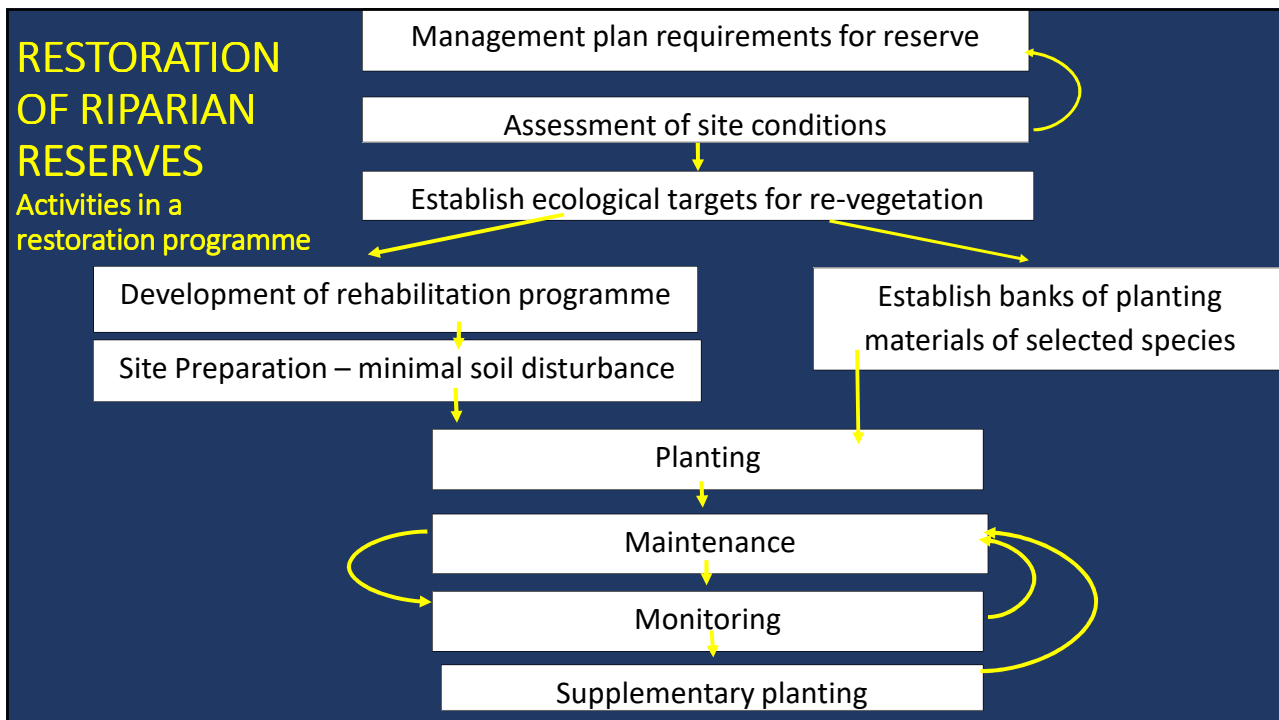 RESTORATION
OF RIPARIAN
RESERVES
Activities in a
restoration programme
Management plan requirements for reserve
Assessment of site conditions
Establish ecological targets for re-vegetation
Development of rehabilitation programme
Establish banks of planting
materials of selected species
Site Preparation – minimal soil disturbance
Planting
Maintenance
Monitoring
Supplementary planting